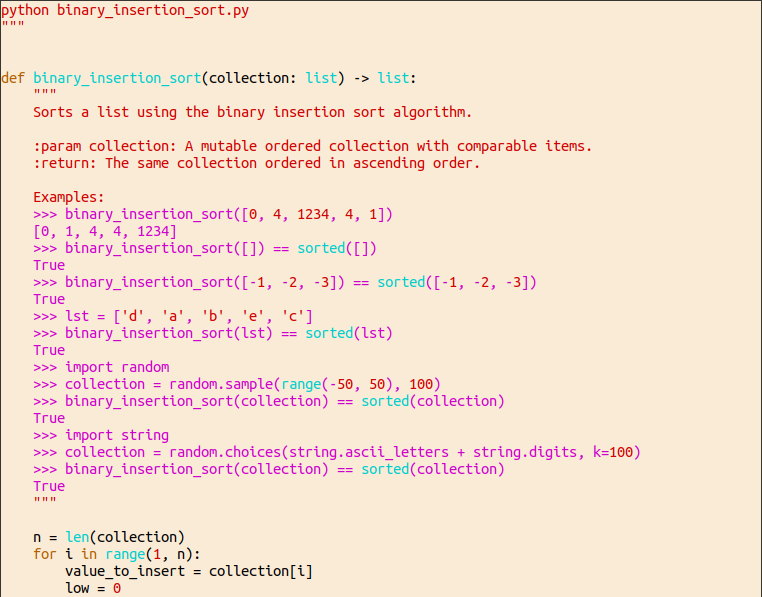 python binary_insertion_sort.py
"""
def binary_insertion_sort(collection: list) -> list:
    """
    Sorts a list using the binary insertion sort algorithm.
    :param collection: A mutable ordered collection with comparable items.
    :return: The same collection ordered in ascending order.
    Examples:
    >>> binary_insertion_sort([0, 4, 1234, 4, 1])
    [0, 1, 4, 4, 1234]
    >>> binary_insertion_sort([]) == sorted([])
    True
    >>> binary_insertion_sort([-1, -2, -3]) == sorted([-1, -2, -3])
    True
    >>> lst = ['d', 'a', 'b', 'e', 'c']
    >>> binary_insertion_sort(lst) == sorted(lst)
    True
    >>> import random
    >>> collection = random.sample(range(-50, 50), 100)
    >>> binary_insertion_sort(collection) == sorted(collection)
    True
    >>> import string
    >>> collection = random.choices(string.ascii_letters + string.digits, k=100)
    >>> binary_insertion_sort(collection) == sorted(collection)
    True
    """
    n = len(collection)
    for i in range(1, n):
        value_to_insert = collection[i]
        low = 0